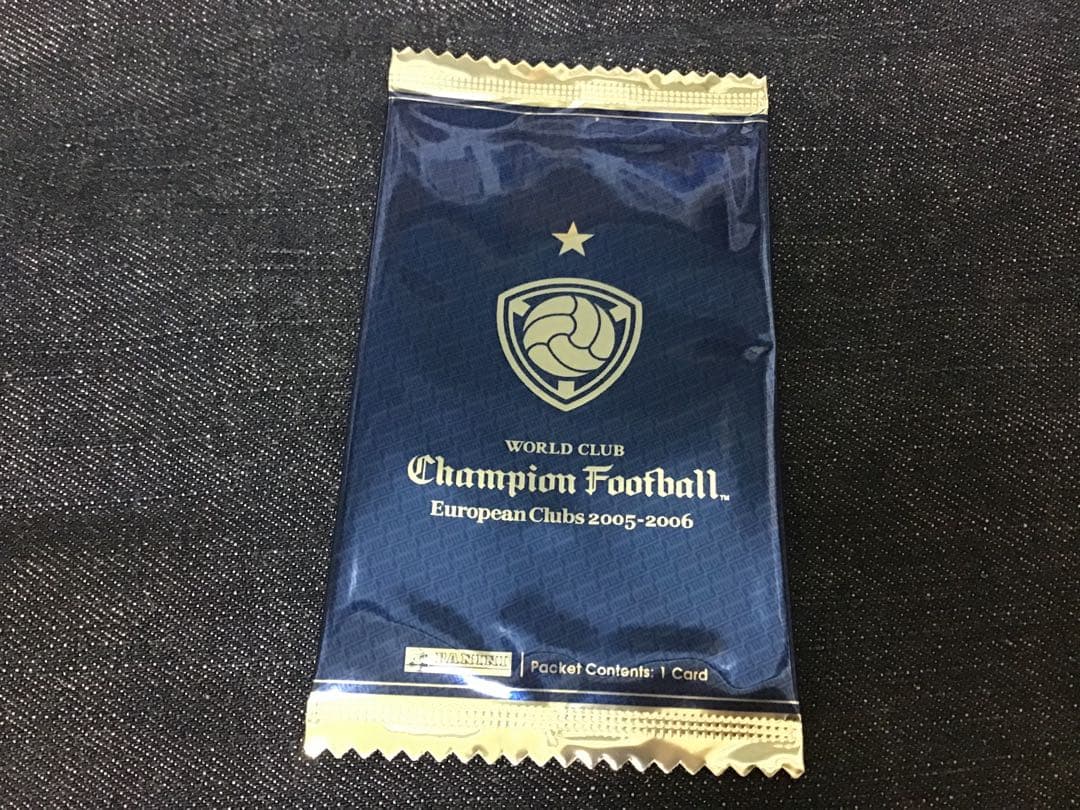 WORLD CLUB
Champion Football™
European Clubs 2005-2006
PANINI
Packet Contents: 1 Card